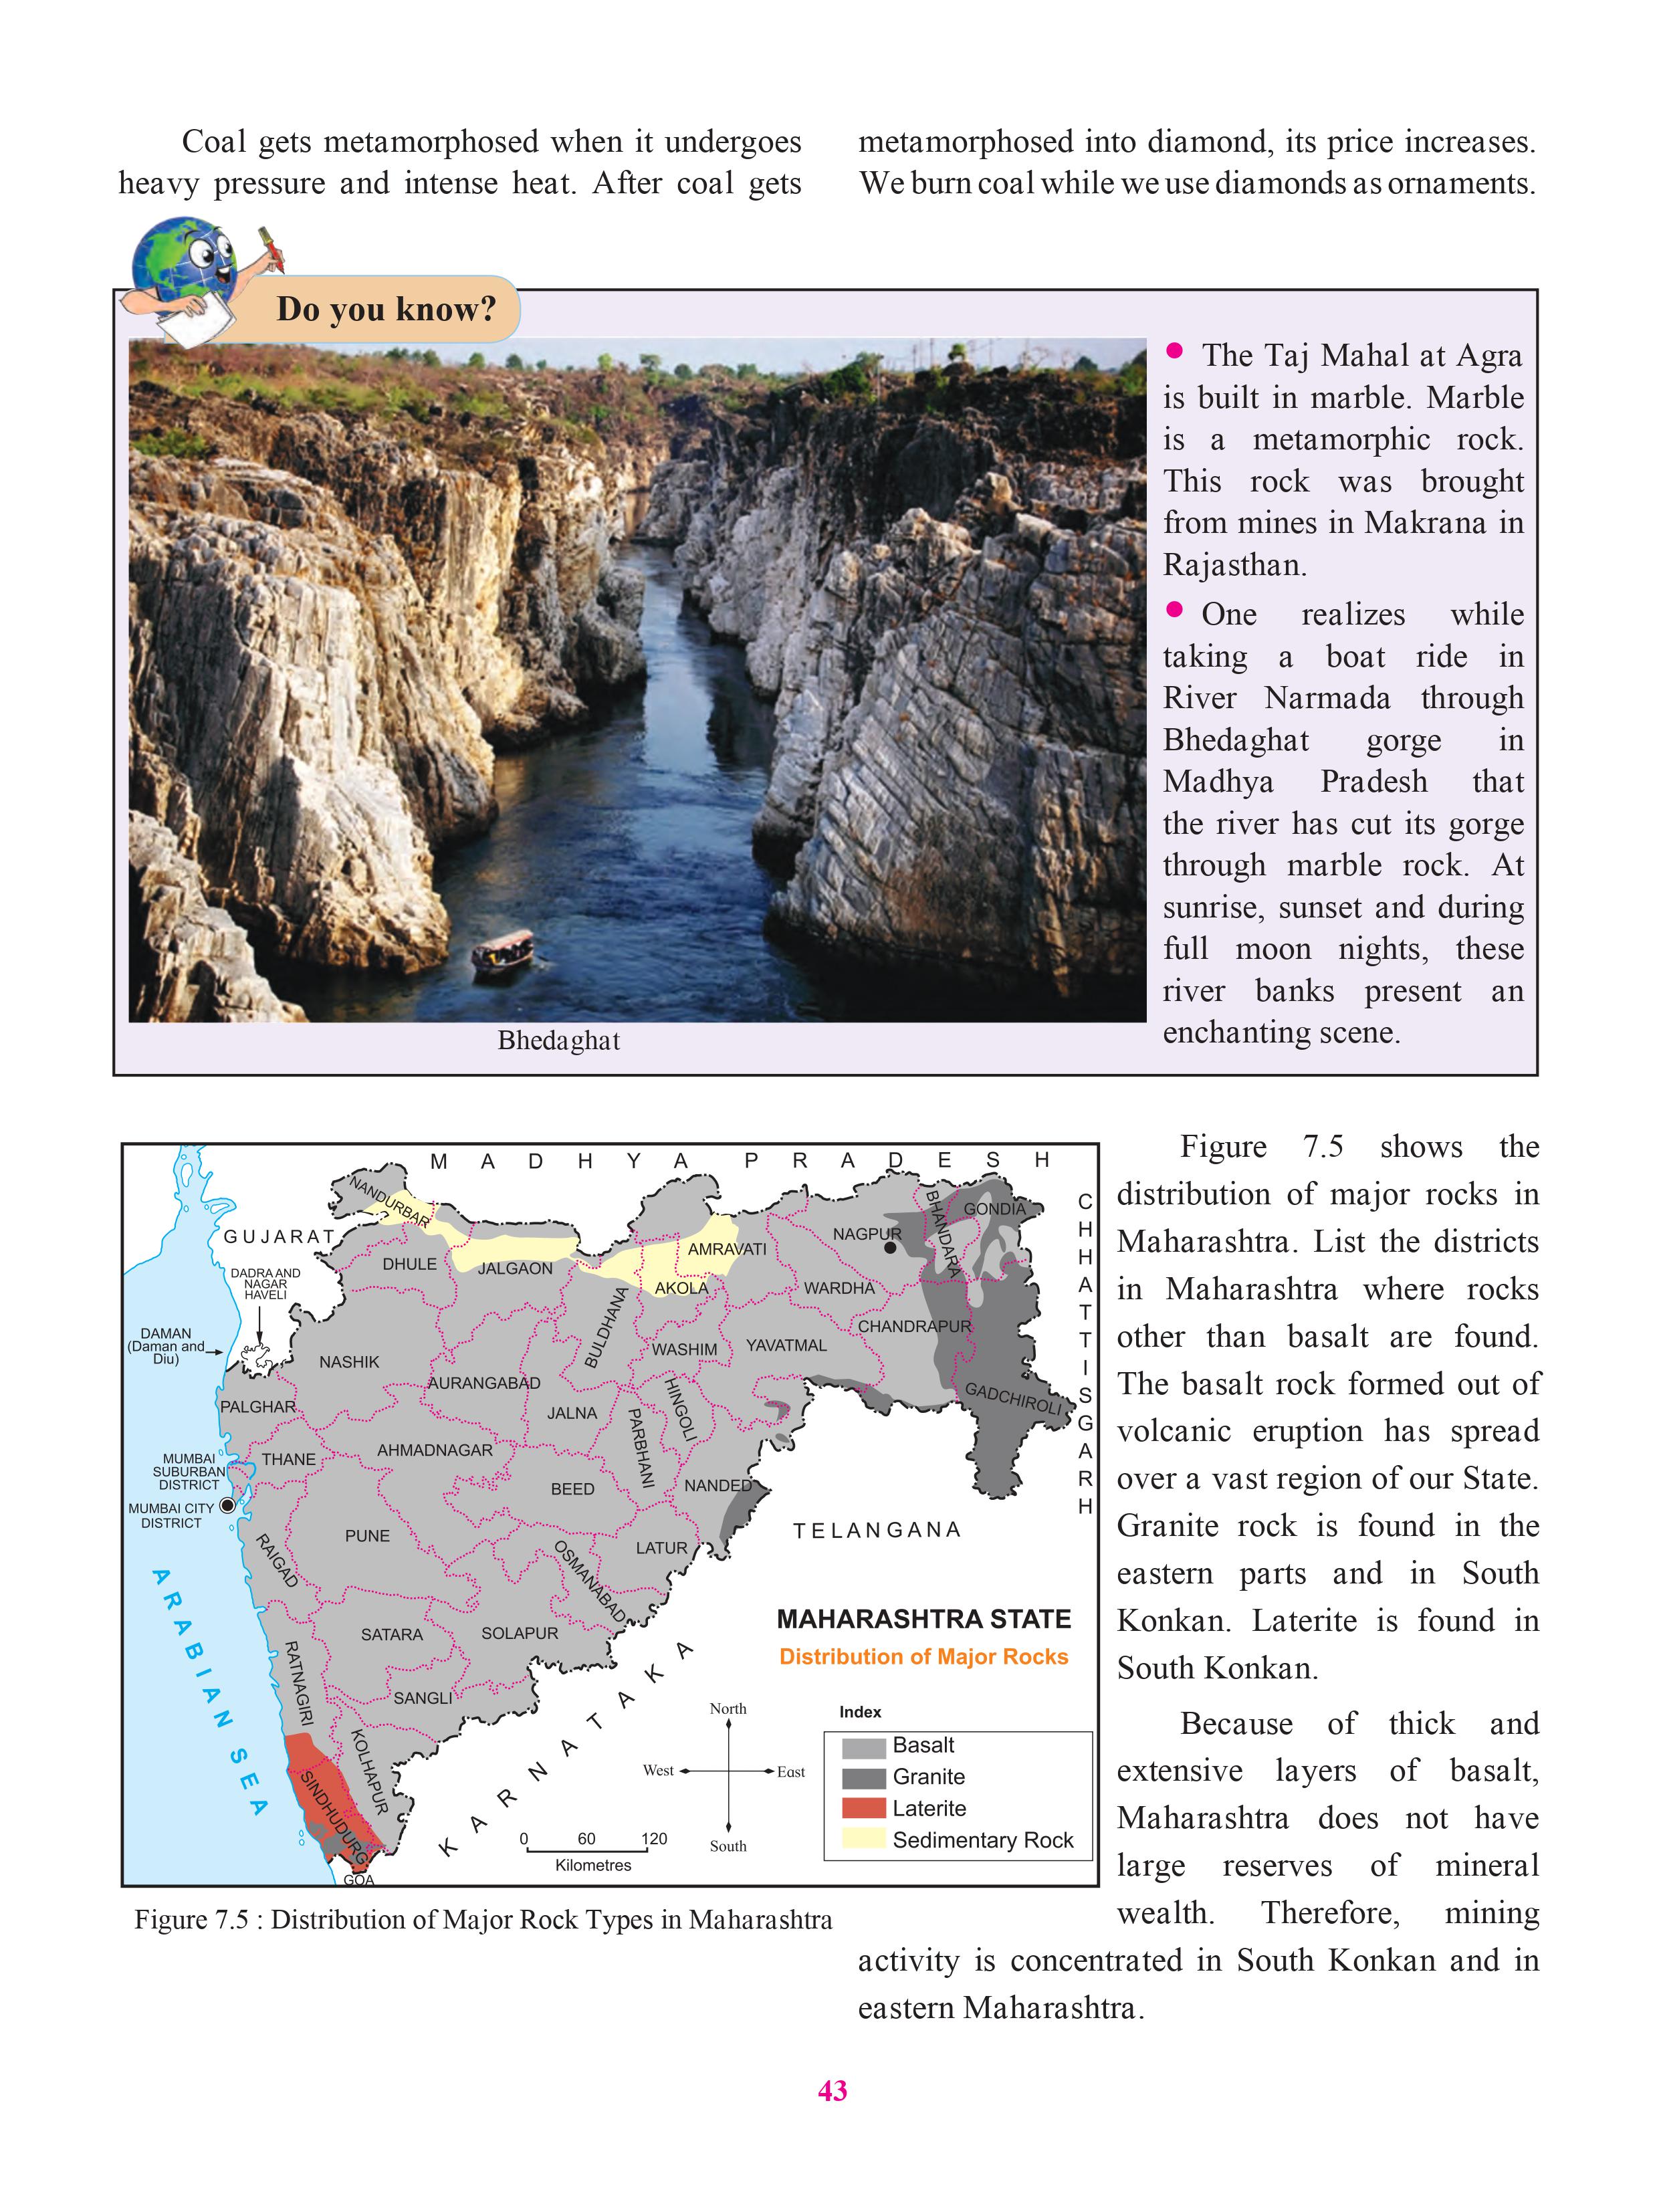 Coal gets metamorphosed when it undergoes
heavy pressure and intense heat. After coal gets
metamorphosed into diamond, its price increases.
We burn coal while we use diamonds as ornaments.
Do you know?
• The Taj Mahal at Agra
is built in marble. Marble
is a metamorphic rock.
This rock was brought
from mines in Makrana in
Rajasthan.
• One realizes while
taking a boat ride in
River Narmada through
Bhedaghat gorge in
Madhya Pradesh that
the river has cut its gorge
through marble rock. At
sunrise, sunset and during
full moon nights, these
river banks present an
enchanting scene.
Bhedaghat
MADHYA PRADESH
CHHATTISGARH
GUJARAT
DADRA AND
NAGAR
HAVELI
DAMAN
(Daman and
Diu)
NANDURBAR
DHULE
JALGAON
AMRAVATI
AKOLA
BULDHANA
NAGPUR
BHANDARA
GONDIA
WARDHA
CHANDRAPUR
GADCHIROLI
YAVATMAL
WASHIM
NASHIK
AURANGABAD
JALNA
HINGOLI
PARBHANI
PALGHAR
THANE
AHMADNAGAR
MUMBAI
SUBURBAN
DISTRICT
MUMBAI CITY
DISTRICT
BEED
NANDED
PUNE
RAIGAD
LATUR
OSMANABAD
SATARA
SOLAPUR
RATNAGIRI
SANGLI
KOLHAPUR
SINDHUDURG
GOA
ARABIAN SEA
KARNATAKA
TELANGANA
MAHARASHTRA STATE
Distribution of Major Rocks
North
West
East
South
0 60 120
Kilometres
Index
Basalt
Granite
Laterite
Sedimentary Rock
Figure 7.5 : Distribution of Major Rock Types in Maharashtra
Figure 7.5 shows the
distribution of major rocks in
Maharashtra. List the districts
in Maharashtra where rocks
other than basalt are found.
The basalt rock formed out of
volcanic eruption has spread
over a vast region of our State.
Granite rock is found in the
eastern parts and in South
Konkan. Laterite is found in
South Konkan.
Because of thick and
extensive layers of basalt,
Maharashtra does not have
large reserves of mineral
wealth. Therefore, mining
activity is concentrated in South Konkan and in
eastern Maharashtra.
43